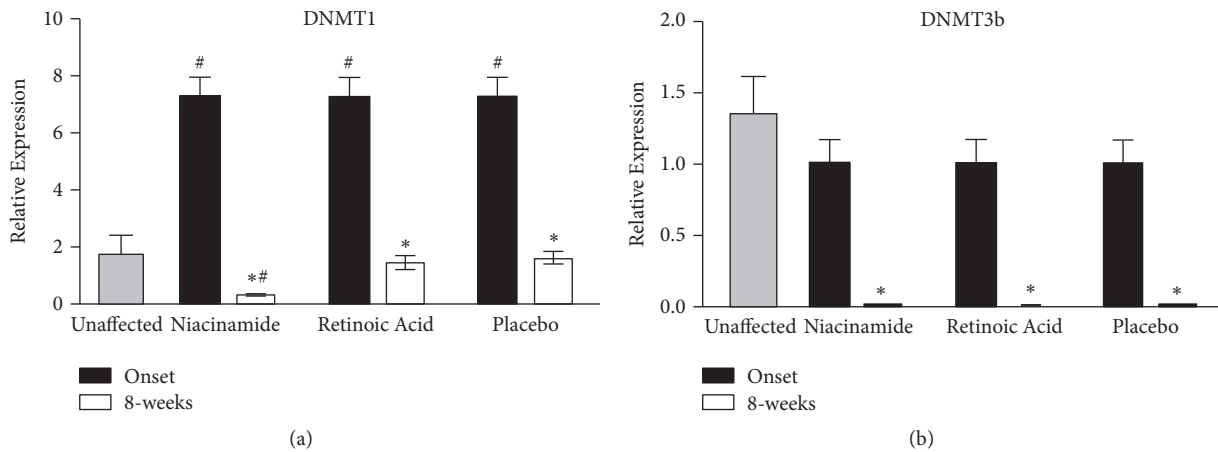 DNMT1
Relative Expression
10
8
6
4
2
0
#
#
#
*#
*
*
Unaffected Niacinamide Retinoic Acid Placebo
Onset
8-weeks
(a)
DNMT3b
Relative Expression
2.0
1.5
1.0
0.5
0.0
*
*
*
Unaffected Niacinamide Retinoic Acid Placebo
Onset
8-weeks
(b)